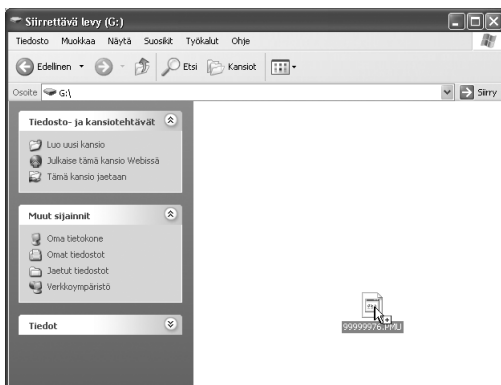 Siirrettävä levy (G:)
Tiedosto Muokkaa Näytä Suosikit Työkalut Ohje
Edellinen Etsi Kansiot
Osoite G:\ Siirry
Tiedosto- ja kansiotehtävät
Luo uusi kansio
Julkaise tämä kansio Webissä
Tämä kansio jaetaan
Muut sijainnit
Oma tietokone
Omat tiedostot
Jaetut tiedostot
Verkkoympäristö
Tiedot
99999976.PMU